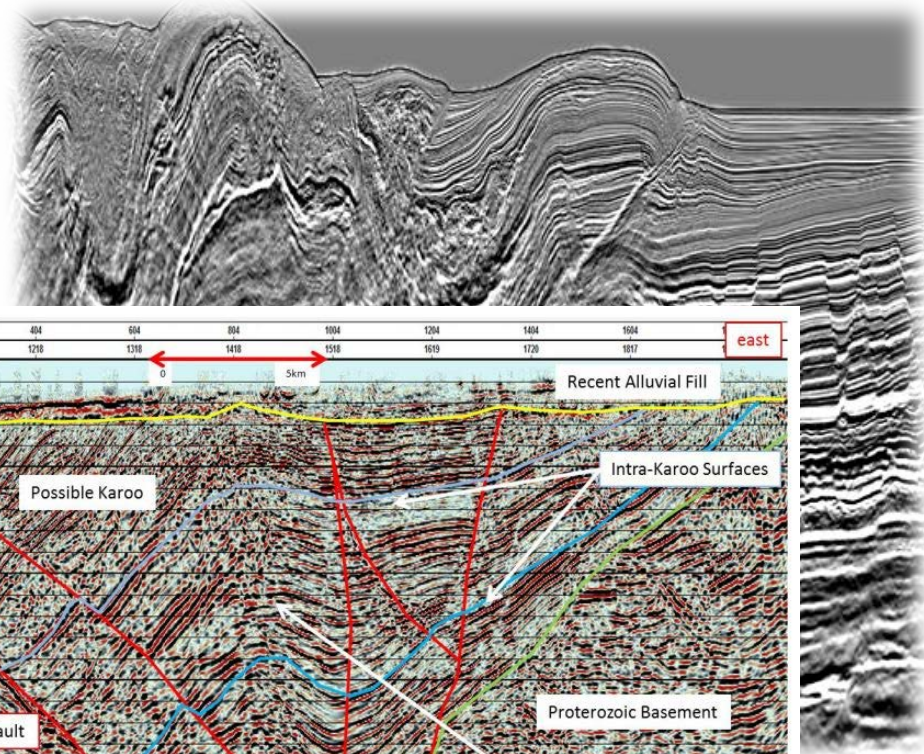 404 604 804 1004 1204 1404 1604
1218 1318 1418 1518 1619 1720 1817
east
0 5km
Recent Alluvial Fill
Intra-Karoo Surfaces
Possible Karoo
Proterozoic Basement
ault